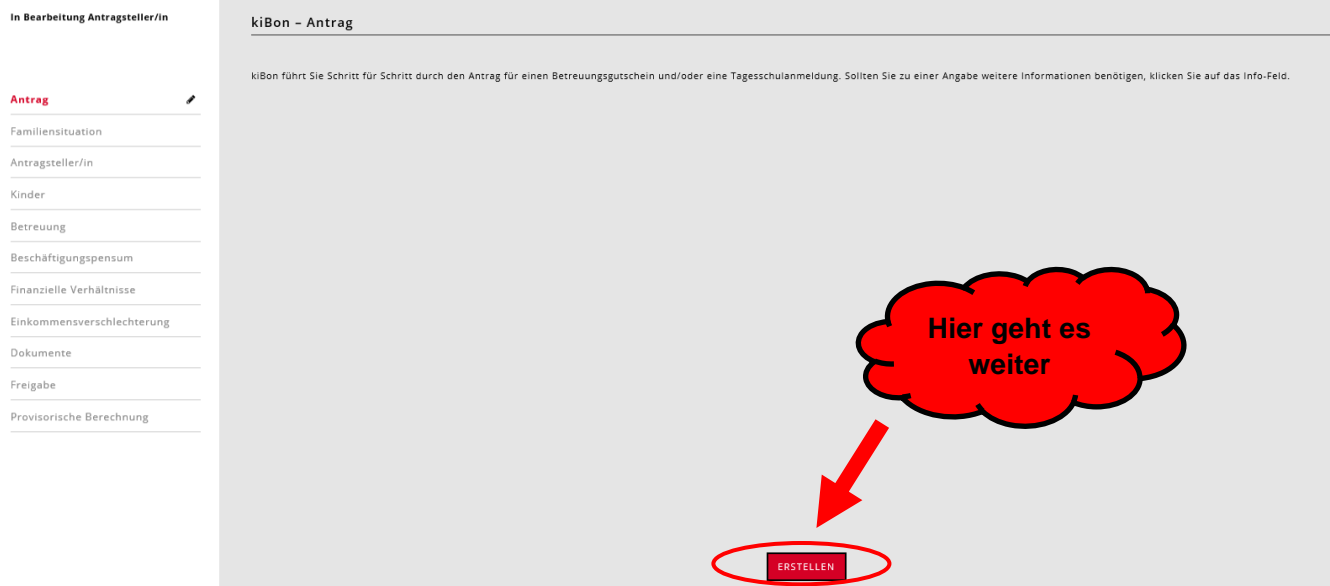 In Bearbeitung Antragsteller/in
Antrag
Familiensituation
Antragsteller/in
Kinder
Betreuung
Beschäftigungspensum
Finanzielle Verhältnisse
Einkommensverschlechterung
Dokumente
Freigabe
Provisorische Berechnung
kiBon – Antrag
kiBon führt Sie Schritt für Schritt durch den Antrag für einen Betreuungsgutschein und/oder eine Tagesschulanmeldung. Sollten Sie zu einer Angabe weitere Informationen benötigen, klicken Sie auf das Info-Feld.
Hier geht es
weiter
ERSTELLEN